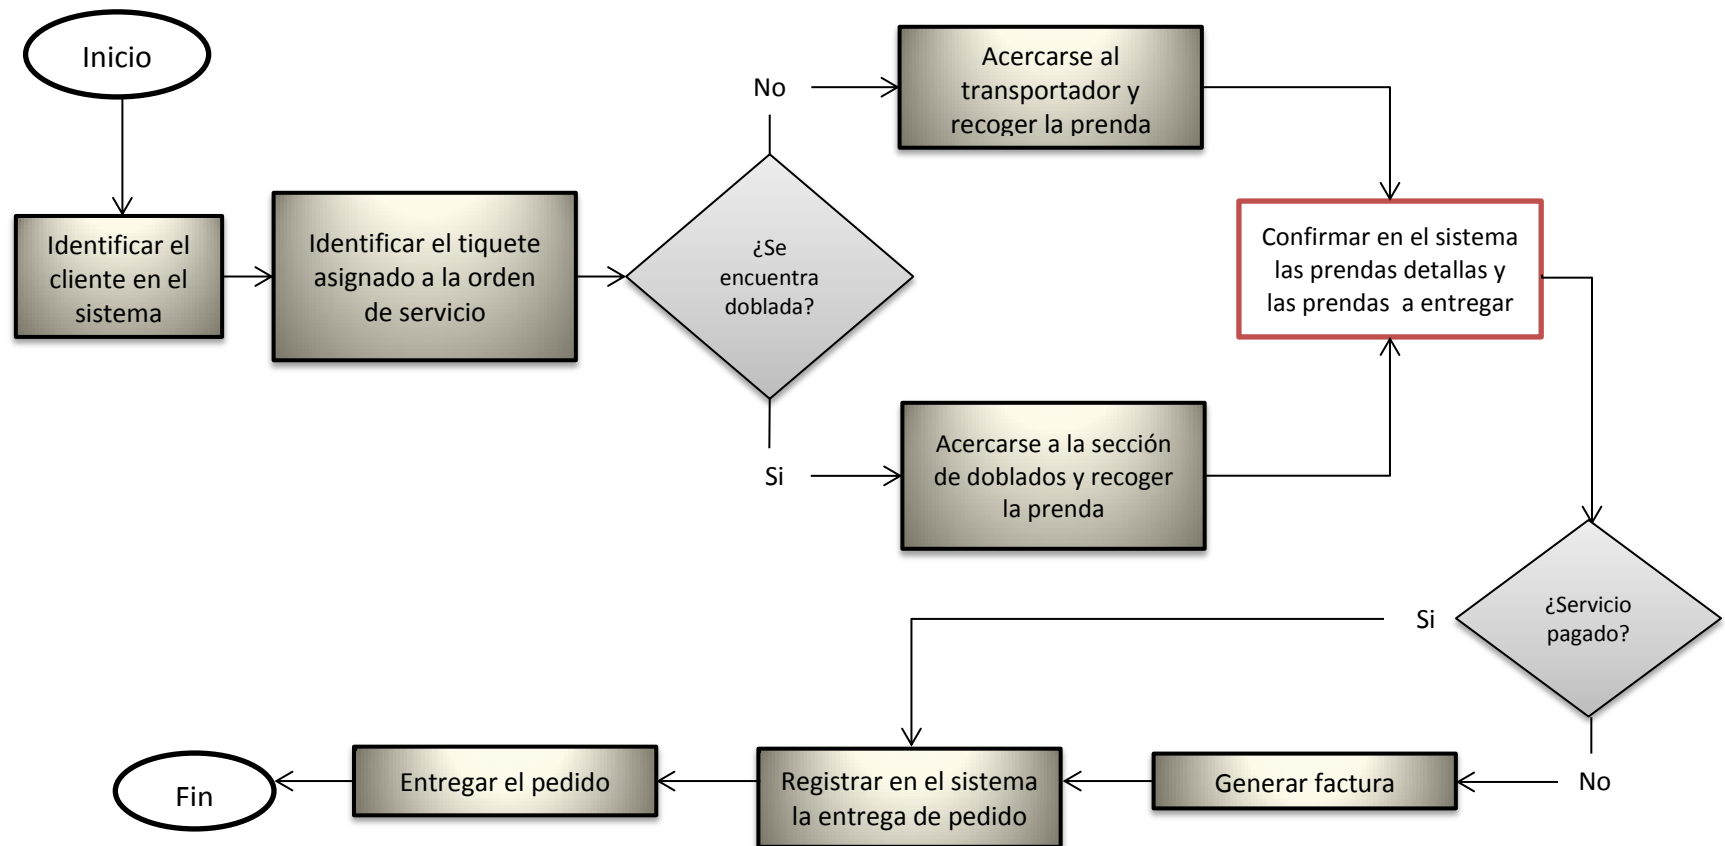 Inicio
Identificar el
cliente en el
sistema
Identificar el tiquete
asignado a la orden
de servicio
¿Se
encuentra
doblada?
No
Acercarse al
transportador y
recoger la prenda
Si
Acercarse a la sección
de doblados y recoger
la prenda
Confirmar en el sistema
las prendas detallas y
las prendas a entregar
¿Servicio
pagado?
Si
No
Generar factura
Registrar en el sistema
la entrega de pedido
Entregar el pedido
Fin